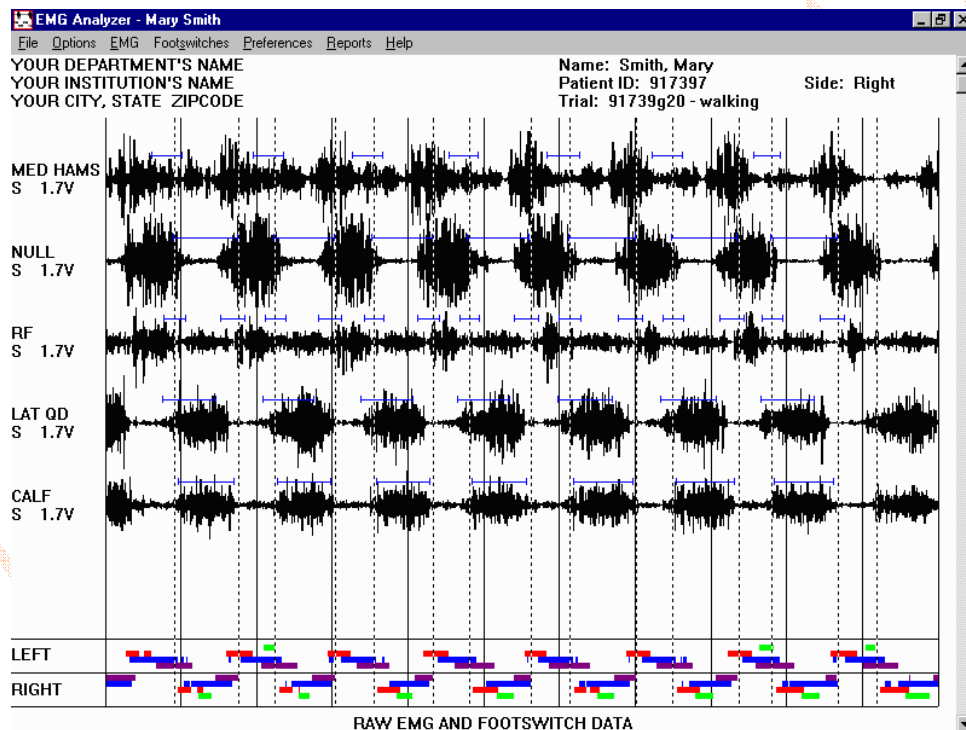 EMG Analyzer - Mary Smith
File Options EMG Footswitches Preferences Reports Help
YOUR DEPARTMENT'S NAME
YOUR INSTITUTION'S NAME
YOUR CITY, STATE ZIPCODE
Name: Smith, Mary
Patient ID: 917397 Side: Right
Trial: 91739g20 - walking
MED HAMS
S 1.7V
NULL
S 1.7V
RF
S 1.7V
LAT QD
S 1.7V
CALF
S 1.7V
LEFT
RIGHT
RAW EMG AND FOOTSWITCH DATA